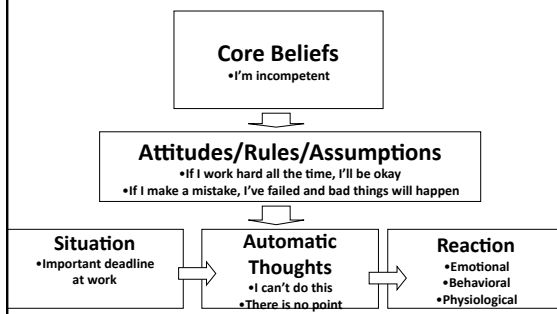 Core Beliefs
•I'm incompetent
Attitudes/Rules/Assumptions
•If I work hard all the time, I'll be okay
•If I make a mistake, I've failed and bad things will happen
Situation
•Important deadline
at work
Automatic
Thoughts
•I can't do this
•There is no point
Reaction
•Emotional
•Behavioral
•Physiological